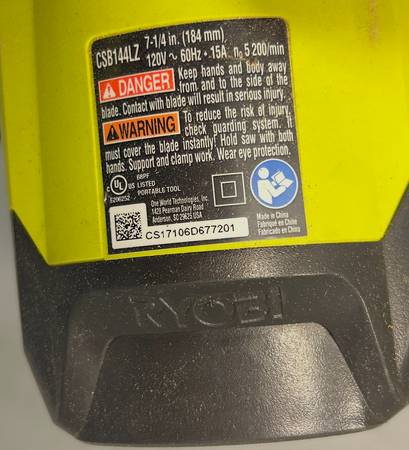 CSB144LZ 7-1/4 in. (184 mm)
120V ~ 60Hz · 15A n₀ 5 200/min
DANGER Keep hands and body away
from and to the side of the
blade. Contact with blade will result in serious injury.
WARNING To reduce the risk of injury,
check guarding system. It
must cover the blade instantly! Hold saw with both
hands. Support and clamp work. Wear eye protection.
68PF
c UL US LISTED
PORTABLE TOOL
E206252
One World Technologies, Inc.
1428 Pearman Dairy Road
Anderson, SC 29625 USA
Made in China
Fabriqué en Chine
Fabricado en China
CS17106D677201
RYOBI